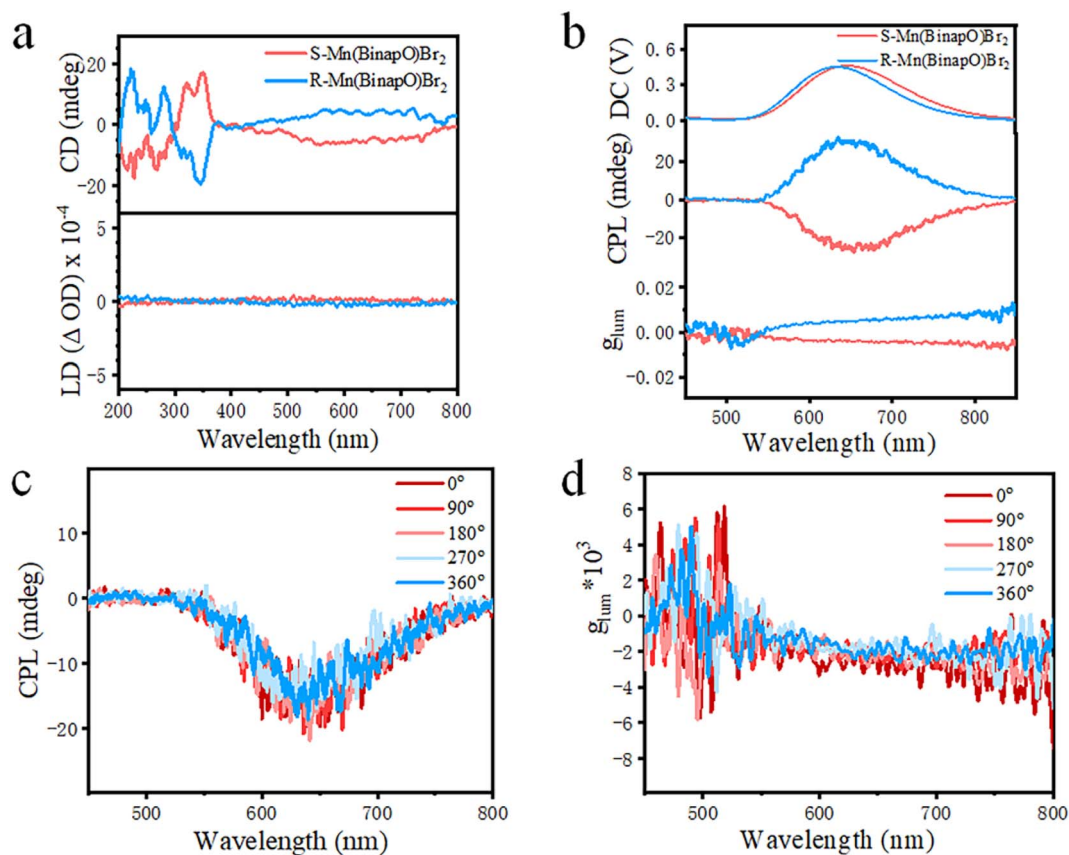 a
S-Mn(BinapO)Br₂
R-Mn(BinapO)Br₂
20
0
-20
CD (mdeg)
5
0
-5
LD (Δ OD) x 10⁻⁴
200 300 400 500 600 700 800
Wavelength (nm)
b
S-Mn(BinapO)Br₂
R-Mn(BinapO)Br₂
0.6
0.3
0.0
DC (V)
20
0
-20
CPL (mdeg)
0.02
0.00
-0.02
g_lum
500 600 700 800
Wavelength (nm)
c
0°
90°
180°
270°
360°
10
0
-10
-20
CPL (mdeg)
500 600 700 800
Wavelength (nm)
d
0°
90°
180°
270°
360°
8
6
4
2
0
-2
-4
-6
-8
g_lum*10³
500 600 700 800
Wavelength (nm)